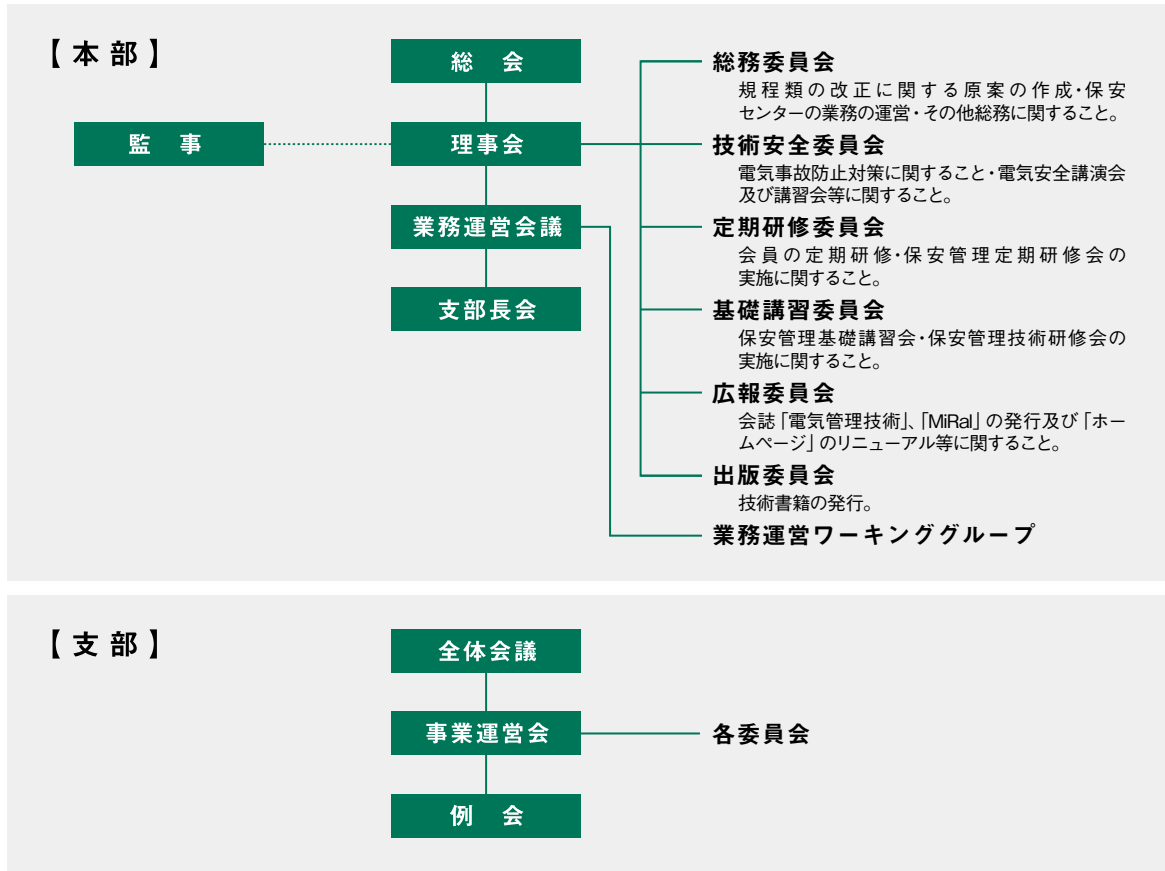 【本部】
総　会
監　事
理事会
業務運営会議
支部長会
総務委員会
規程類の改正に関する原案の作成・保安
センターの業務の運営・その他総務に関すること。
技術安全委員会
電気事故防止対策に関すること・電気安全講演会
及び講習会等に関すること。
定期研修委員会
会員の定期研修・保安管理定期研修会の
実施に関すること。
基礎講習委員会
保安管理基礎講習会・保安管理技術研修会の
実施に関すること。
広報委員会
会誌「電気管理技術」、「MiRaI」の発行及び「ホー
ムページ」のリニューアル等に関すること。
出版委員会
技術書籍の発行。
業務運営ワーキンググループ
【支部】
全体会議
事業運営会
各委員会
例　会